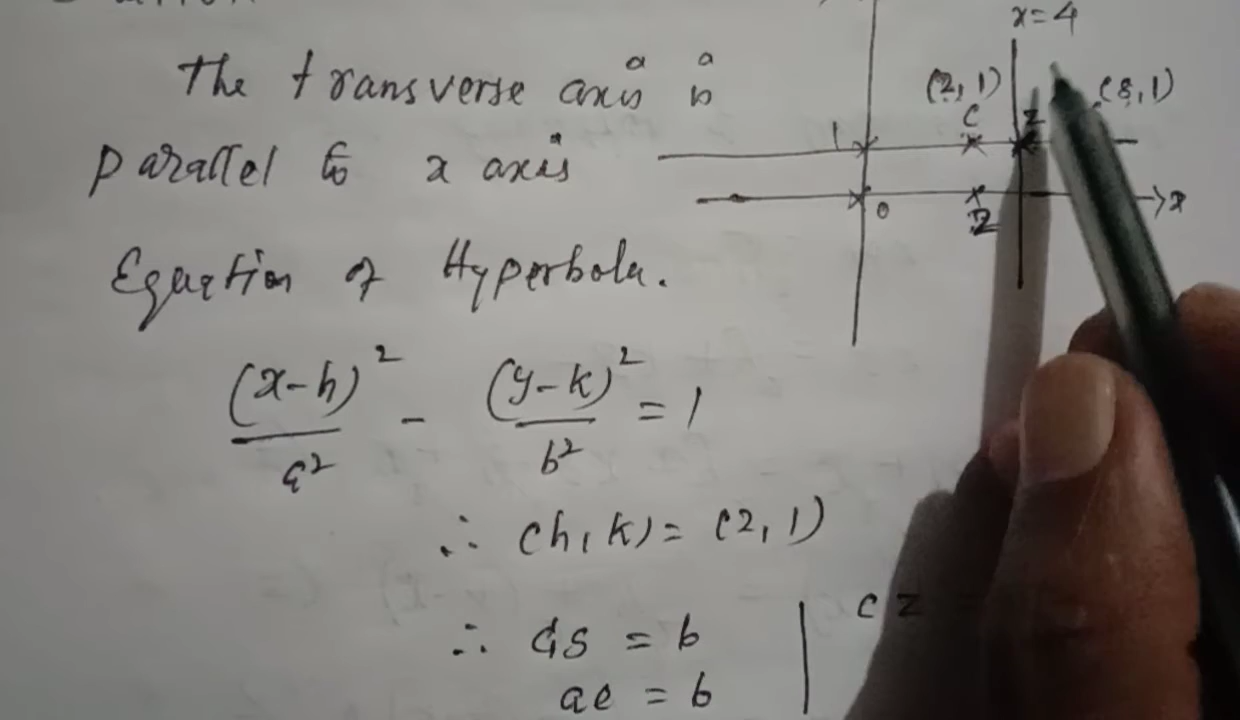 x=4
The transverse axis is
parallel to x axis
(2, 1)
(8, 1)
C
Z
1
0
x
2
Equation of Hyperbola.
(x-h)² / a² - (y-k)² / b² = 1
∴ (h, k) = (2, 1)
∴ CS = 6
ae = 6
CZ